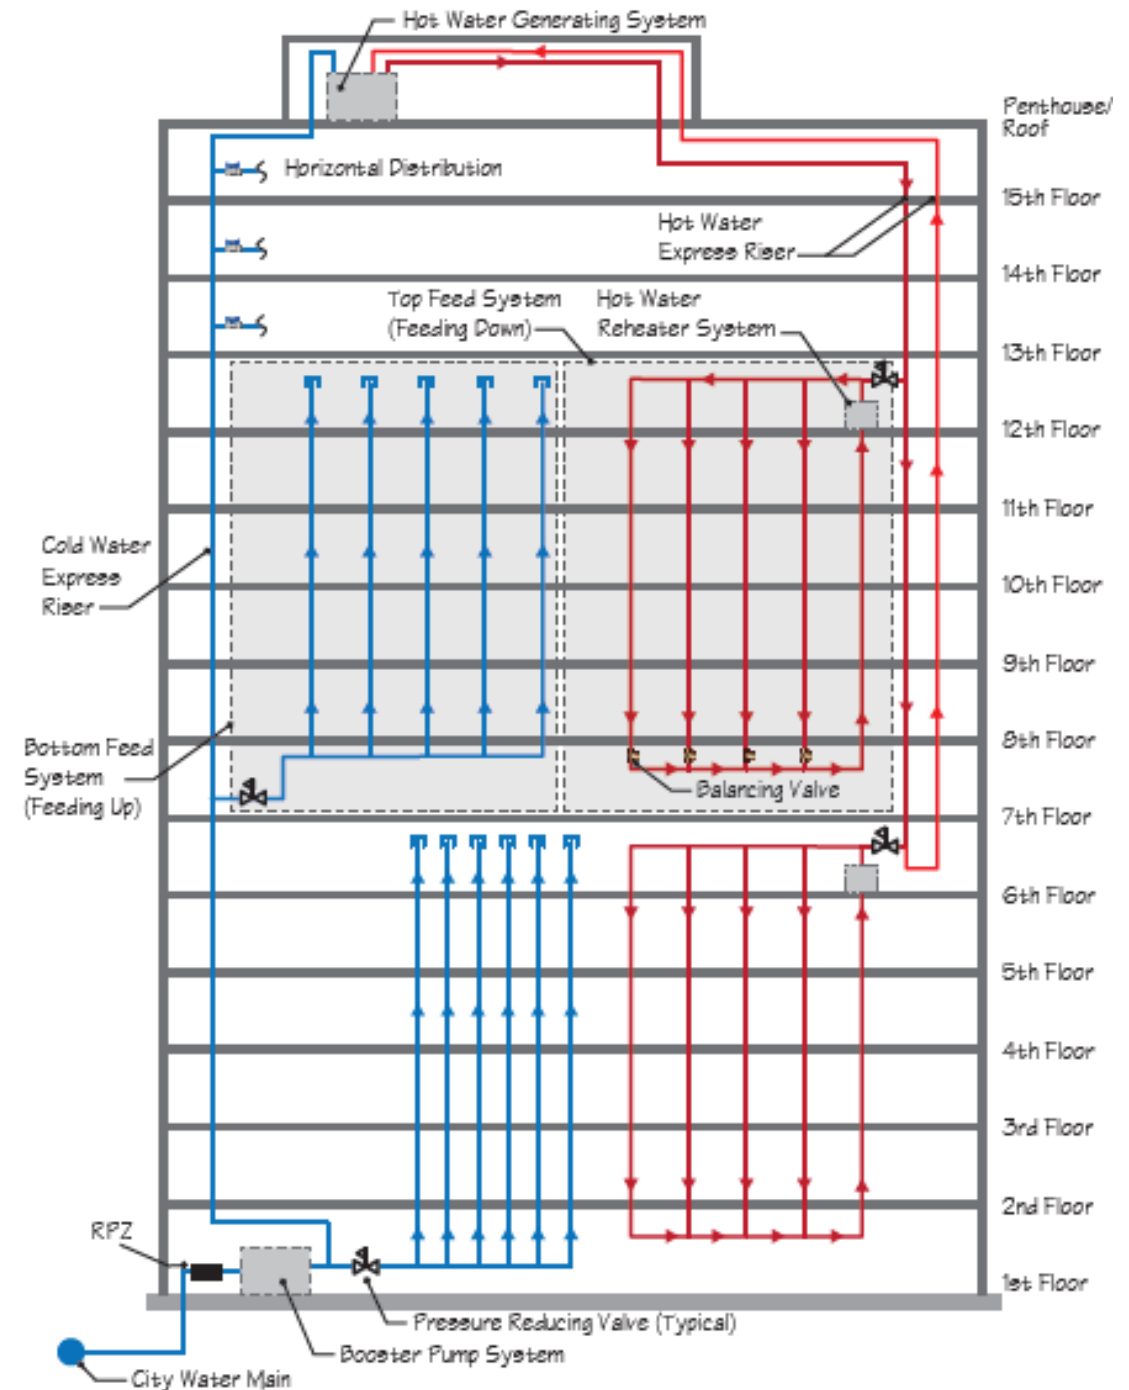 Hot Water Generating System
Penthouse/
Roof
Horizontal Distribution
15th Floor
Hot Water
Express Riser
14th Floor
Top Feed System
(Feeding Down)
Hot Water
Reheater System
13th Floor
12th Floor
11th Floor
Cold Water
Express
Riser
10th Floor
9th Floor
Bottom Feed
System
(Feeding Up)
8th Floor
Balancing Valve
7th Floor
6th Floor
5th Floor
4th Floor
3rd Floor
2nd Floor
RPZ
1st Floor
Pressure Reducing Valve (Typical)
Booster Pump System
City Water Main